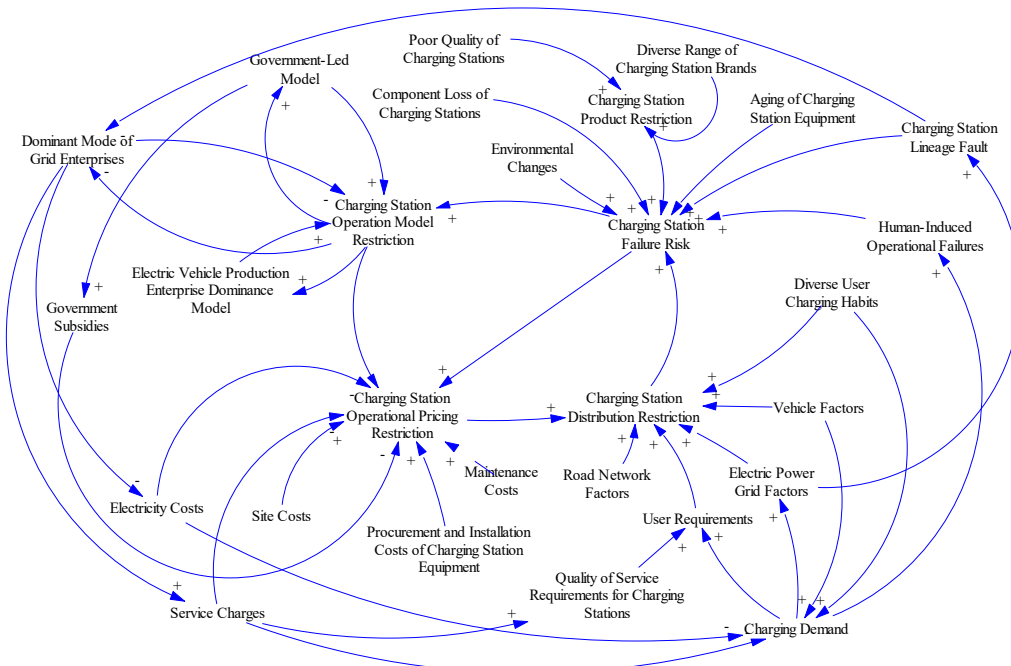 Poor Quality of
Charging Stations
Diverse Range of
Charging Station Brands
Government-Led
Model
Component Loss of
Charging Stations
Charging Station
Product Restriction
Aging of Charging
Station Equipment
Charging Station
Lineage Fault
Dominant Mode of
Grid Enterprises
Environmental
Changes
Charging Station
Operation Model
Restriction
Charging Station
Failure Risk
Human-Induced
Operational Failures
Electric Vehicle Production
Enterprise Dominance
Model
Diverse User
Charging Habits
Government
Subsidies
Charging Station
Operational Pricing
Restriction
Charging Station
Distribution Restriction
Vehicle Factors
Maintenance
Costs
Road Network
Factors
Electric Power
Grid Factors
Electricity Costs
Site Costs
User Requirements
Procurement and Installation
Costs of Charging Station
Equipment
Quality of Service
Requirements for Charging
Stations
Service Charges
Charging Demand